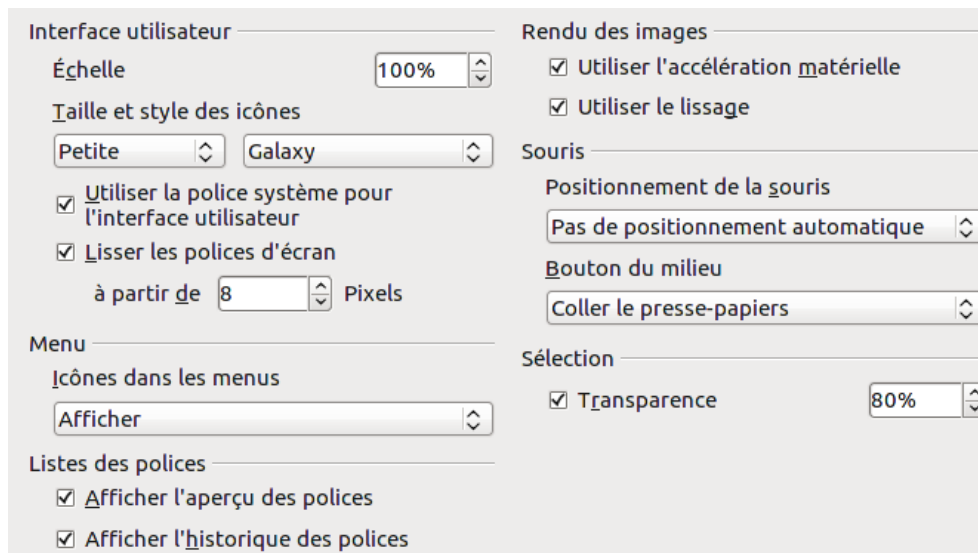 Interface utilisateur
Échelle 100%
Taille et style des icônes
Petite Galaxy
Utiliser la police système pour
l'interface utilisateur
Lisser les polices d'écran
à partir de 8 Pixels
Menu
Icônes dans les menus
Afficher
Listes des polices
Afficher l'aperçu des polices
Afficher l'historique des polices
Rendu des images
Utiliser l'accélération matérielle
Utiliser le lissage
Souris
Positionnement de la souris
Pas de positionnement automatique
Bouton du milieu
Coller le presse-papiers
Sélection
Transparence 80%